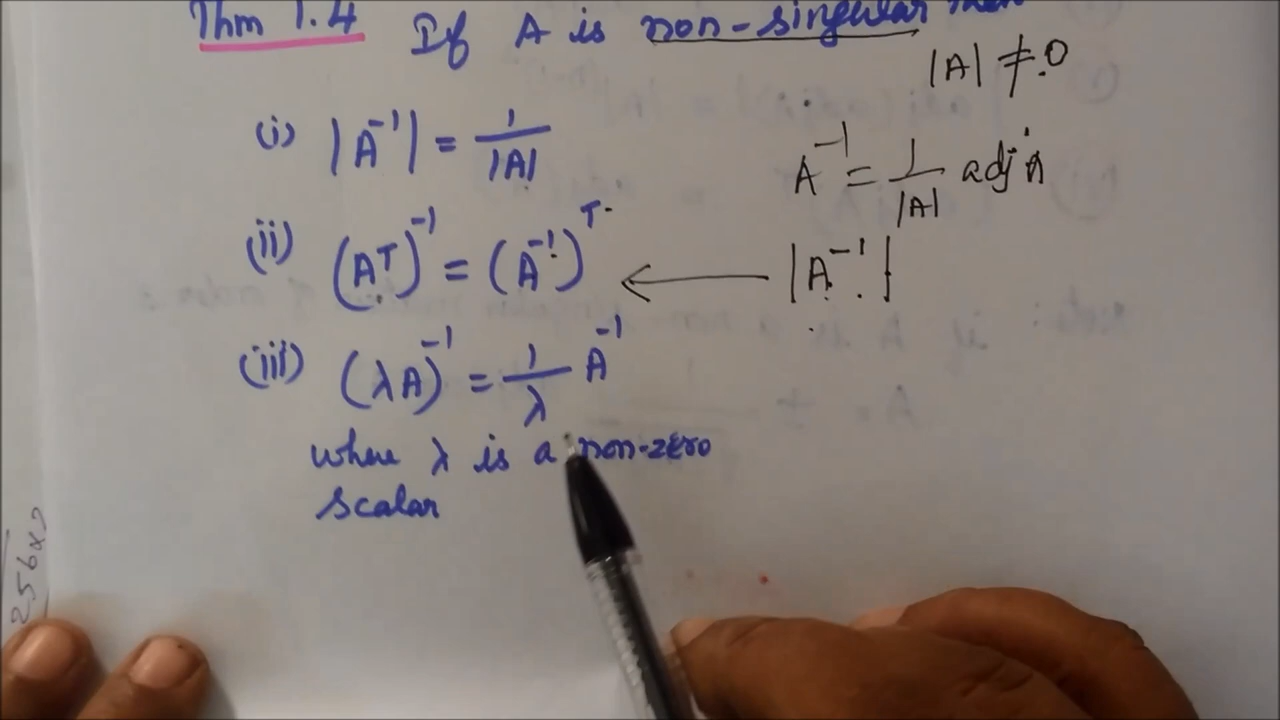 Thm 1.4 If A is non-singular then
|A| ≠ 0
(i) |A⁻¹| = 1/|A|
A⁻¹ = 1/|A| adj A
(ii) (Aᵀ)⁻¹ = (A⁻¹)ᵀ ← |A⁻¹|
(iii) (λA)⁻¹ = 1/λ A⁻¹
where λ is a non-zero
scalar